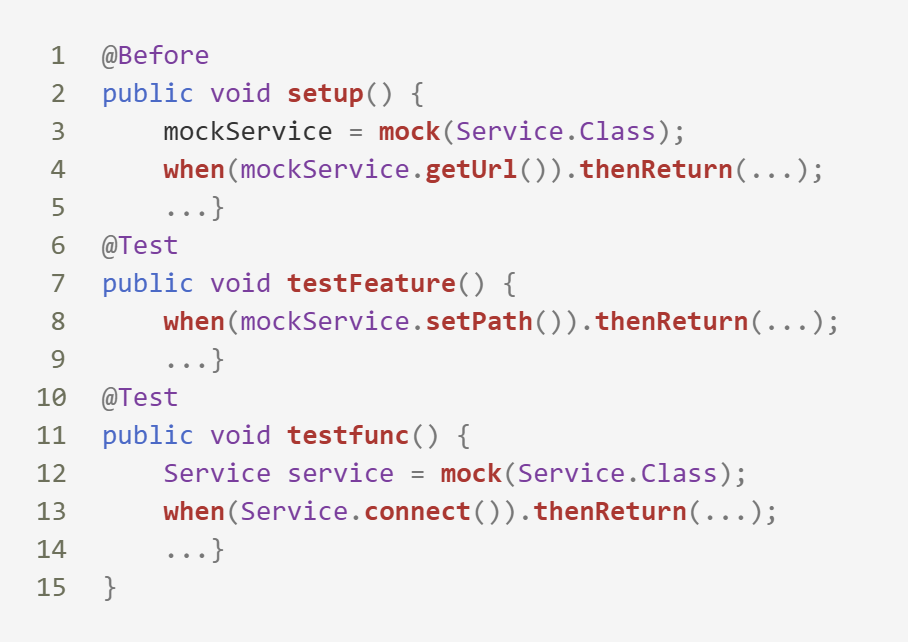 1 @Before
2 public void setup() {
3     mockService = mock(Service.Class);
4     when(mockService.getUrl()).thenReturn(...);
5     ...}
6 @Test
7 public void testFeature() {
8     when(mockService.setPath()).thenReturn(...);
9     ...}
10 @Test
11 public void testfunc() {
12     Service service = mock(Service.Class);
13     when(Service.connect()).thenReturn(...);
14     ...}
15 }